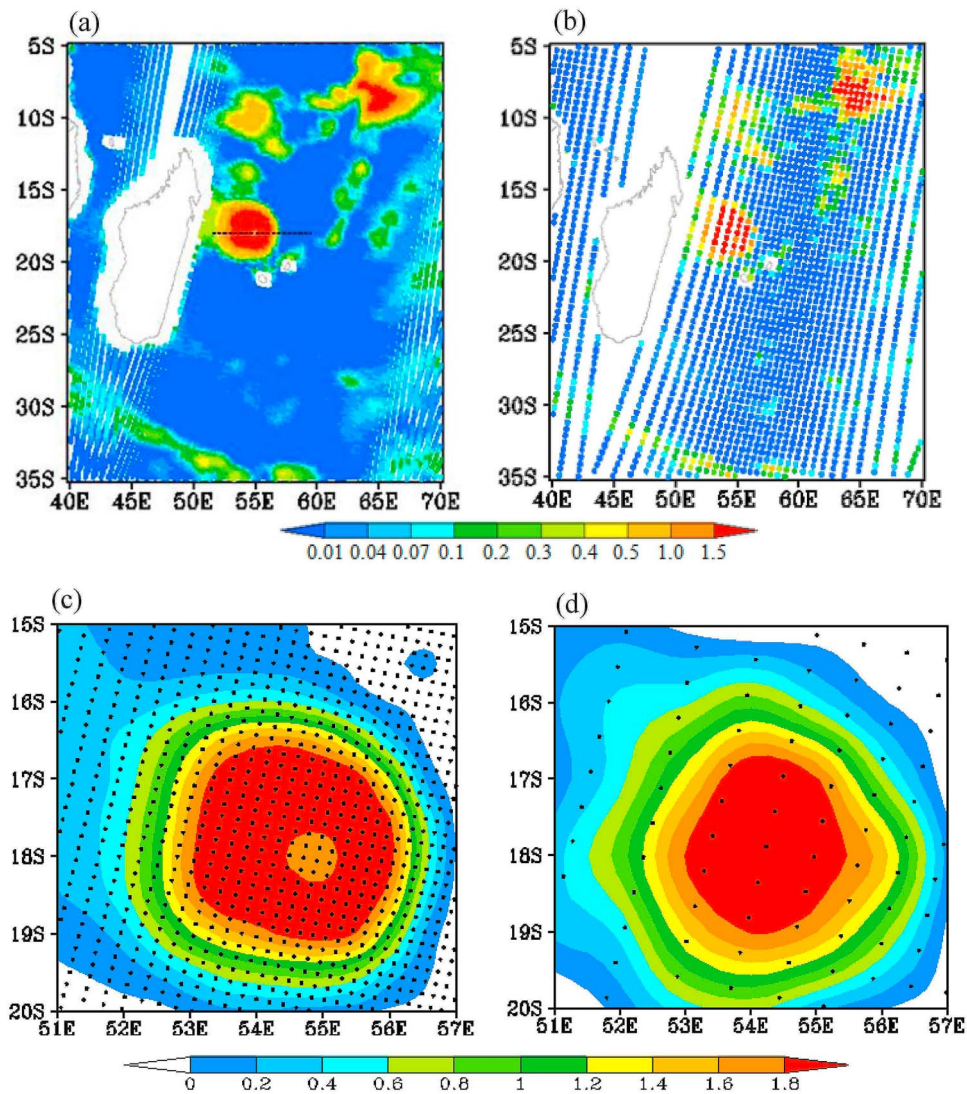 (a) (b)
5S 5S
10S 10S
15S 15S
20S 20S
25S 25S
30S 30S
35S 35S
40E 45E 50E 55E 60E 65E 70E 40E 45E 50E 55E 60E 65E 70E
0.01 0.04 0.07 0.1 0.2 0.3 0.4 0.5 1.0 1.5
(c) (d)
15S 15S
16S 16S
17S 17S
18S 18S
19S 19S
20S 20S
51E 52E 53E 54E 55E 56E 57E 51E 52E 53E 54E 55E 56E 57E
0 0.2 0.4 0.6 0.8 1 1.2 1.4 1.6 1.8